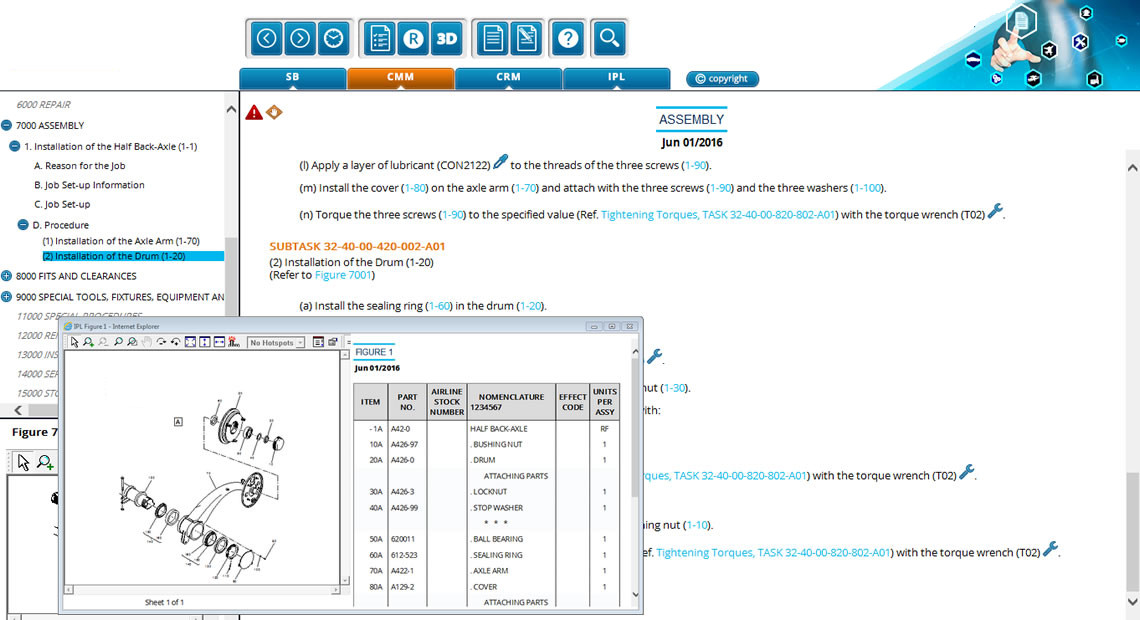 R
3D
?
SB
CMM
CRM
IPL
© copyright
6000 REPAIR
7000 ASSEMBLY
1. Installation of the Half Back-Axle (1-1)
A. Reason for the Job
B. Job Set-up Information
C. Job Set-up
D. Procedure
(1) Installation of the Axle Arm (1-70)
(2) Installation of the Drum (1-20)
8000 FITS AND CLEARANCES
9000 SPECIAL TOOLS, FIXTURES, EQUIPMENT AN
11000 SPECIAL PROCEDURES
12000 RE
13000 INS
14000 SER
15000 STO
Figure 7
ASSEMBLY
Jun 01/2016
(l) Apply a layer of lubricant (CON2122) to the threads of the three screws (1-90).
(m) Install the cover (1-80) on the axle arm (1-70) and attach with the three screws (1-90) and the three washers (1-100).
(n) Torque the three screws (1-90) to the specified value (Ref. Tightening Torques, TASK 32-40-00-820-802-A01) with the torque wrench (T02) .
SUBTASK 32-40-00-420-002-A01
(2) Installation of the Drum (1-20)
(Refer to Figure 7001)
(a) Install the sealing ring (1-60) in the drum (1-20).
.
nut (1-30).
with:
rques, TASK 32-40-00-820-802-A01) with the torque wrench (T02) .
ing nut (1-10).
ef. Tightening Torques, TASK 32-40-00-820-802-A01) with the torque wrench (T02) .
IPL Figure 1 - Internet Explorer
No Hotspots
A
Sheet 1 of 1
FIGURE 1
Jun 01/2016
ITEM PART NO. AIRLINE STOCK NUMBER NOMENCLATURE 1234567 EFFECT CODE UNITS PER ASSY
- 1A A42-0 HALF BACK-AXLE RF
10A A426-97 . BUSHING NUT 1
20A A426-0 . DRUM 1
ATTACHING PARTS
30A A426-3 . LOCKNUT 1
40A A426-99 . STOP WASHER 1
* * *
50A 620011 . BALL BEARING 1
60A 612-523 . SEALING RING 1
70A A422-1 . AXLE ARM 1
80A A129-2 . COVER 1
ATTACHING PARTS